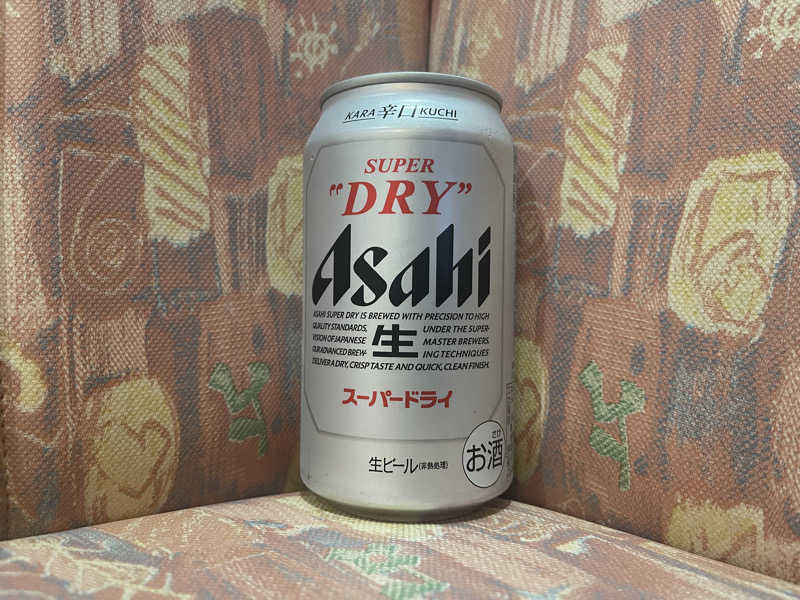 KARA 辛口 KUCHI
SUPER
"DRY"
Asahi
ASAHI SUPER DRY IS BREWED WITH PRECISION TO HIGH
QUALITY STANDARDS, UNDER THE SUPER-
VISION OF JAPANESE MASTER BREWERS.
OUR ADVANCED BREW- ING TECHNIQUES
DELIVER A DRY, CRISP TASTE AND QUICK, CLEAN FINISH.
生
スーパードライ
生ビール(非熱処理)
さけ
お酒